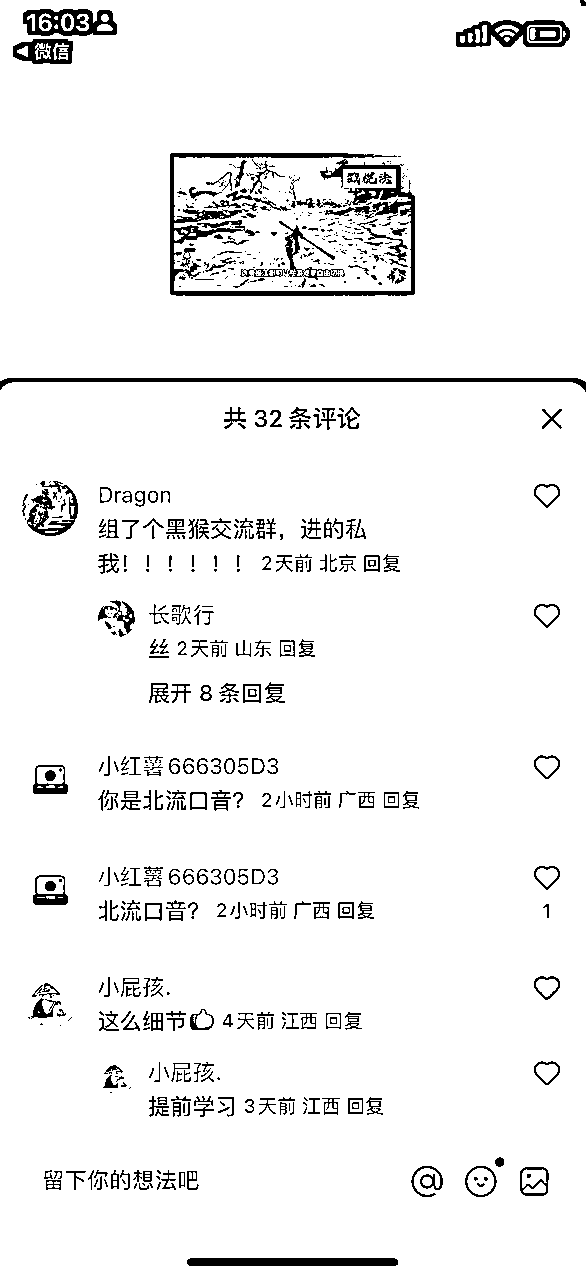 16:03
微信
共 32 条评论
Dragon
组了个黑猴交流群，进的私
我！！！！！！ 2天前 北京 回复
长歌行
丝 2天前 山东 回复
展开 8 条回复
小红薯666305D3
你是北流口音？ 2小时前 广西 回复
小红薯666305D3
北流口音？ 2小时前 广西 回复
1
小屁孩.
这么细节👍 4天前 江西 回复
小屁孩.
提前学习 3天前 江西 回复
留下你的想法吧